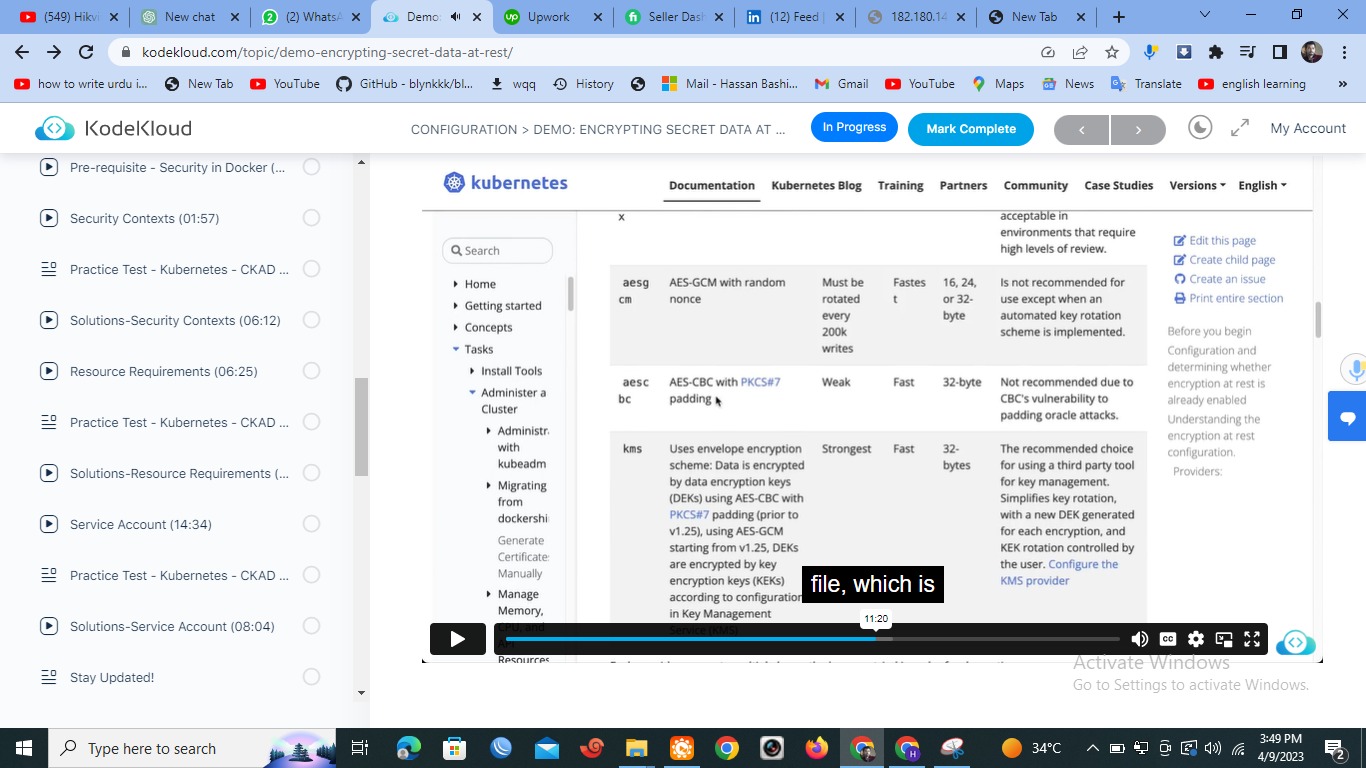 (549) Hikvi
New chat
(2) WhatsA
Demo:
Upwork
Seller Das
(12) Feed |
182.180.14
New Tab
kodekloud.com/topic/demo-encrypting-secret-data-at-rest/
how to write urdu i...
New Tab
YouTube
GitHub - blynkkk/bl...
wqq
History
Mail - Hassan Bashi...
Gmail
YouTube
Maps
News
Translate
english learning
KodeKloud
CONFIGURATION > DEMO: ENCRYPTING SECRET DATA AT ...
In Progress
Mark Complete
My Account
Pre-requisite - Security in Docker (...
Security Contexts (01:57)
Practice Test - Kubernetes - CKAD ...
Solutions-Security Contexts (06:12)
Resource Requirements (06:25)
Practice Test - Kubernetes - CKAD ...
Solutions-Resource Requirements (...
Service Account (14:34)
Practice Test - Kubernetes - CKAD ...
Solutions-Service Account (08:04)
Stay Updated!
kubernetes
Documentation
Kubernetes Blog
Training
Partners
Community
Case Studies
Versions
English
Search
Home
Getting started
Concepts
Tasks
Install Tools
Administer a
Cluster
Administra
with
kubeadm
Migrating
from
dockershi
Generate
Certificates
Manually
Manage
Memory,
CPU, and
API
Resources
x
acceptable in
environments that require
high levels of review.
aesg
cm
AES-GCM with random
nonce
Must be
rotated
every
200k
writes
Fastes
t
16, 24,
or 32-
byte
Is not recommended for
use except when an
automated key rotation
scheme is implemented.
aesc
bc
AES-CBC with PKCS#7
padding
Weak
Fast
32-byte
Not recommended due to
CBC's vulnerability to
padding oracle attacks.
kms
Uses envelope encryption
scheme: Data is encrypted
by data encryption keys
(DEKs) using AES-CBC with
PKCS#7 padding (prior to
v1.25), using AES-GCM
starting from v1.25, DEKs
are encrypted by key
encryption keys (KEKs)
according to configuration
in Key Management
Service (KMS)
Strongest
Fast
32-
bytes
The recommended choice
for using a third party tool
for key management.
Simplifies key rotation,
with a new DEK generated
for each encryption, and
KEK rotation controlled by
the user. Configure the
KMS provider
Edit this page
Create child page
Create an issue
Print entire section
Before you begin
Configuration and
determining whether
encryption at rest is
already enabled
Understanding the
encryption at rest
configuration.
Providers:
file, which is
11:20
CC
Activate Windows
Go to Settings to activate Windows.
Type here to search
34°C
3:49 PM
4/9/2023
2